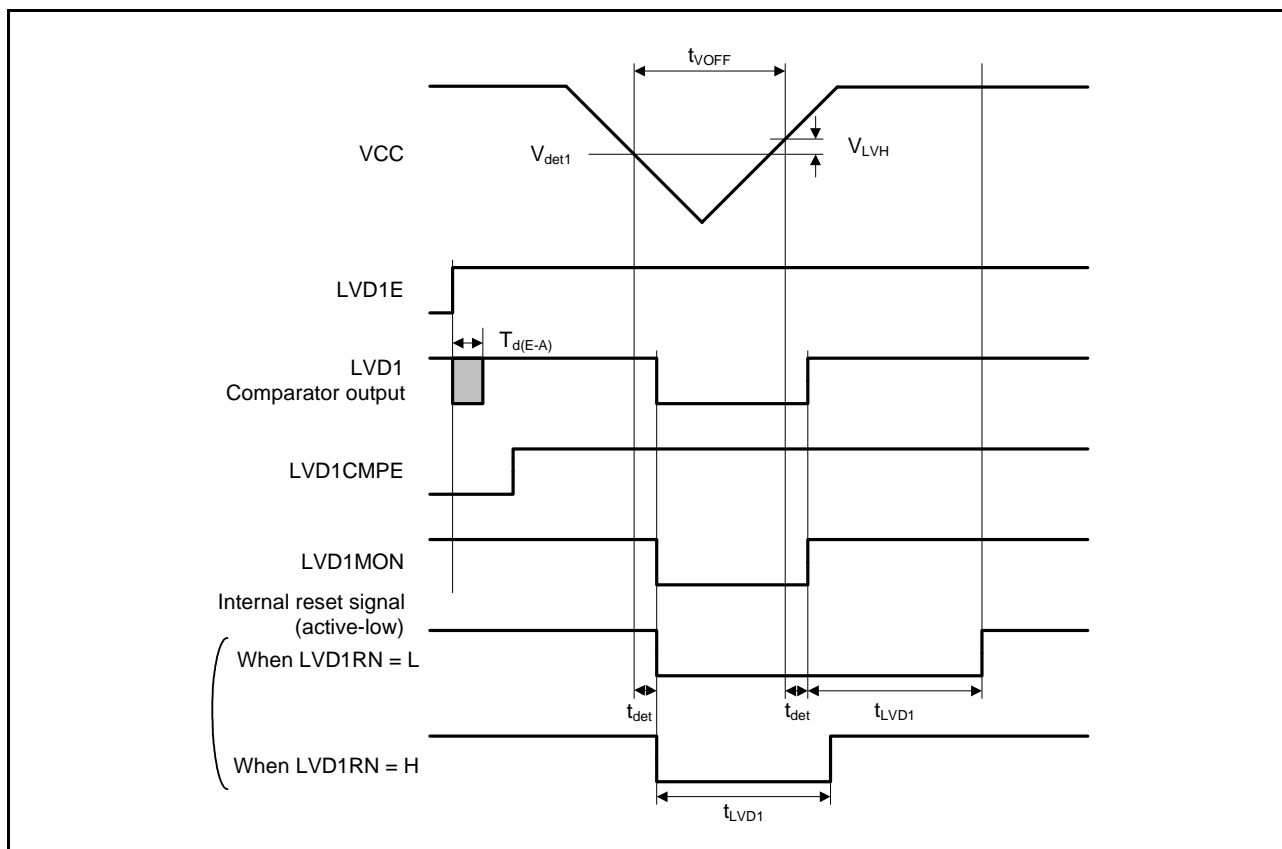 tVOFF
VCC
Vdet1
VLVH
LVD1E
Td(E-A)
LVD1
Comparator output
LVD1CMPE
LVD1MON
Internal reset signal
(active-low)
When LVD1RN = L
tdet
tdet
tLVD1
When LVD1RN = H
tLVD1